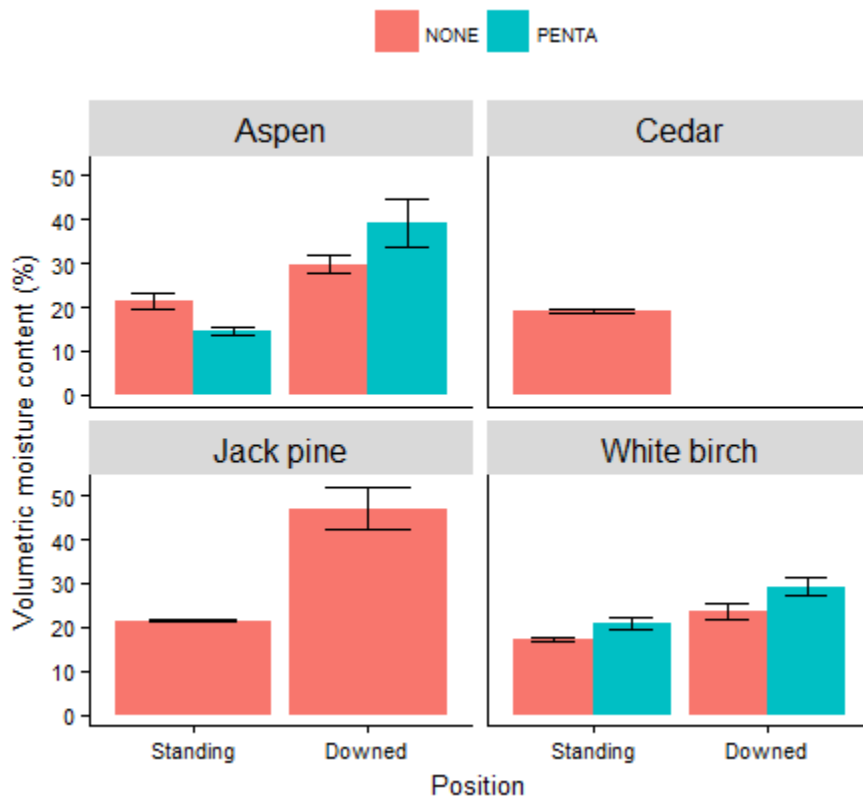 NONE PENTA
Aspen
Cedar
50
40
30
20
10
0
Jack pine
White birch
50
40
30
20
10
0
Volumetric moisture content (%)
Standing Downed Standing Downed
Position